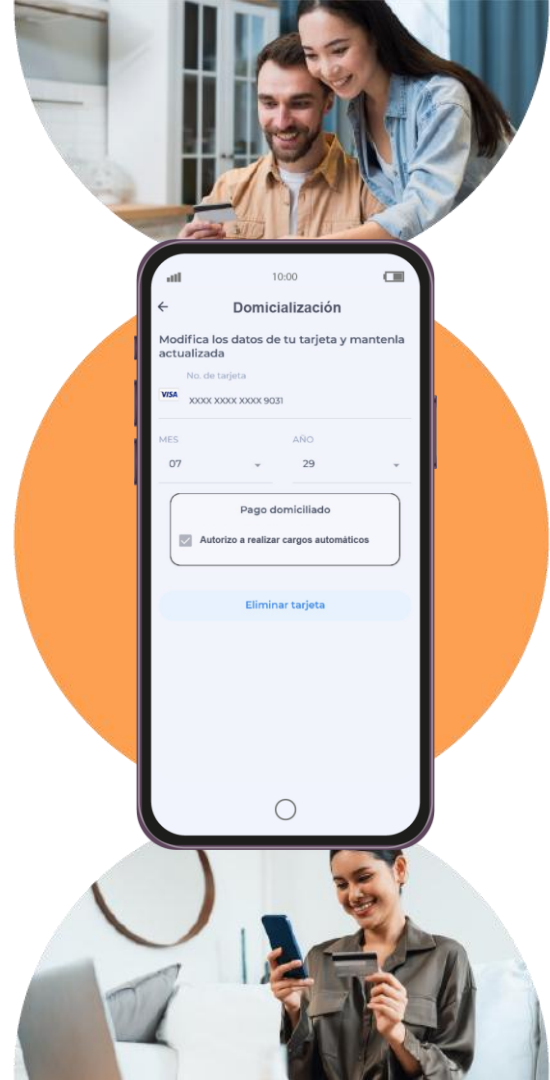 10:00
Domicialización
Modifica los datos de tu tarjeta y mantenla
actualizada
No. de tarjeta
VISA XXXX XXXX XXXX 9031
MES AÑO
07 29
Pago domiciliado
Autorizo a realizar cargos automáticos
Eliminar tarjeta